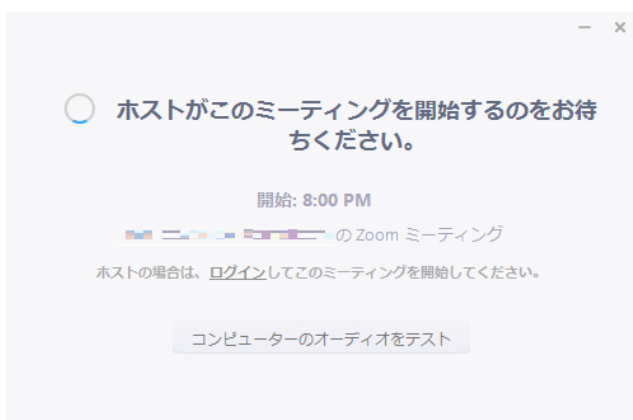 ホストがこのミーティングを開始するのをお待
ちください。
開始: 8:00 PM
の Zoom ミーティング
ホストの場合は、ログインしてこのミーティングを開始してください。
コンピューターのオーディオをテスト